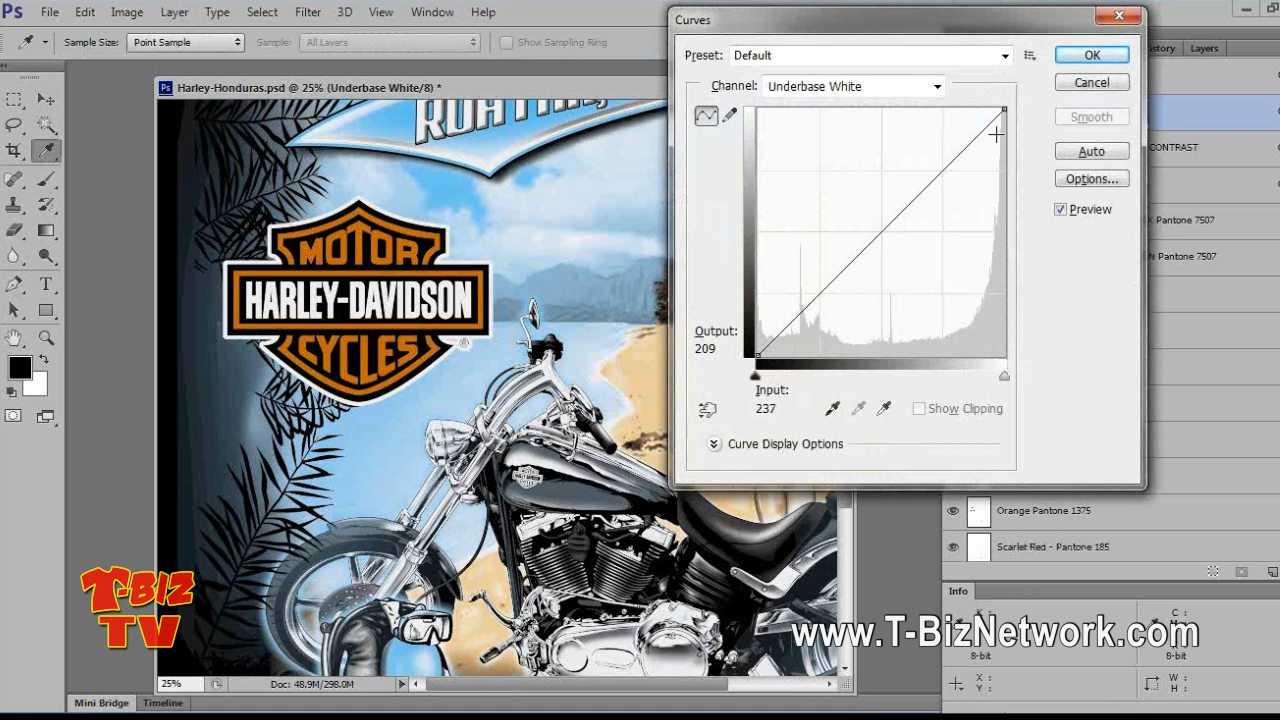 Ps File Edit Image Layer Type Select Filter 3D View Window Help
Sample Size: Point Sample Sample: All Layers Show Sampling Ring
Harley-Honduras.psd @ 25% (Underbase White/8) *
MOTOR
HARLEY-DAVIDSON
CYCLES
®
Curves
Preset: Default
Channel: Underbase White
OK
Cancel
Smooth
Auto
Options...
Preview
Output:
209
Input:
237
Show Clipping
Curve Display Options
Layers
CONTRAST
Pantone 7507
Pantone 7507
Orange Pantone 1375
Scarlet Red - Pantone 185
Info
K :
C :
8-bit
8-bit
X :
Y :
W :
H :
T-BIZ
TV
www.T-BizNetwork.com
25% Doc: 48.9M/298.0M
Mini Bridge Timeline